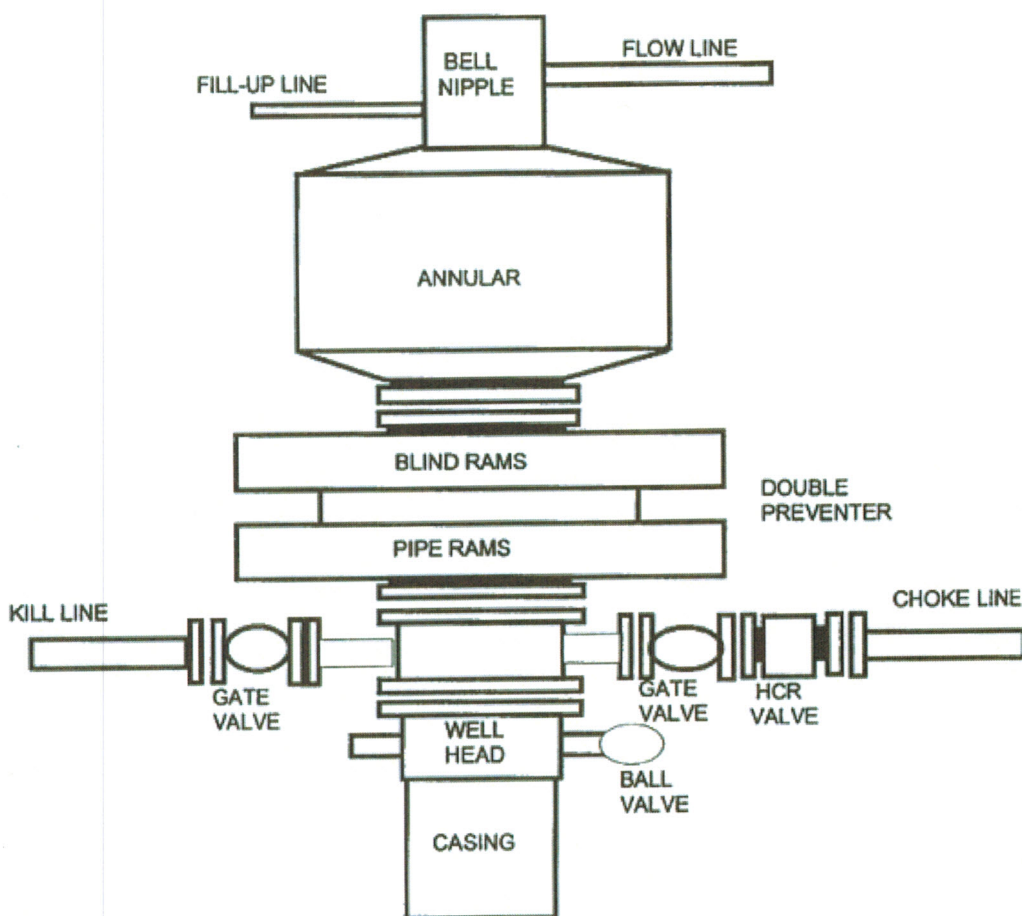 BELL
NIPPLE
FLOW LINE
FILL-UP LINE
ANNULAR
BLIND RAMS
DOUBLE
PREVENTER
PIPE RAMS
KILL LINE
CHOKE LINE
GATE
VALVE
GATE
VALVE
HCR
VALVE
WELL
HEAD
BALL
VALVE
CASING